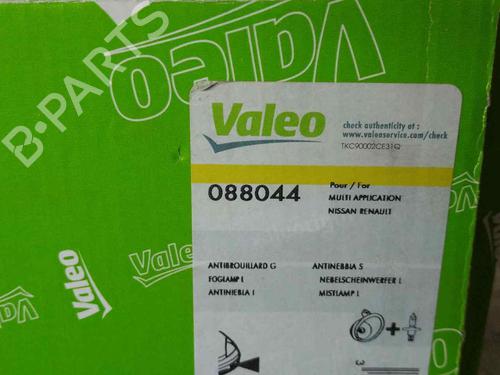 Valeo
B-PARTS
Valeo
check authenticity at :
www.valeoservice.com/check
TKC90002CE31Q
088044
Pour / For
MULTI APPLICATION
NISSAN RENAULT
ANTIBROUILLARD G
ANTINEBBIA S
FOGLAMP L
NEBELSCHEINWERFER L
ANTINIEBLA I
MISTLAMP L
Valeo
Valeo
+
3